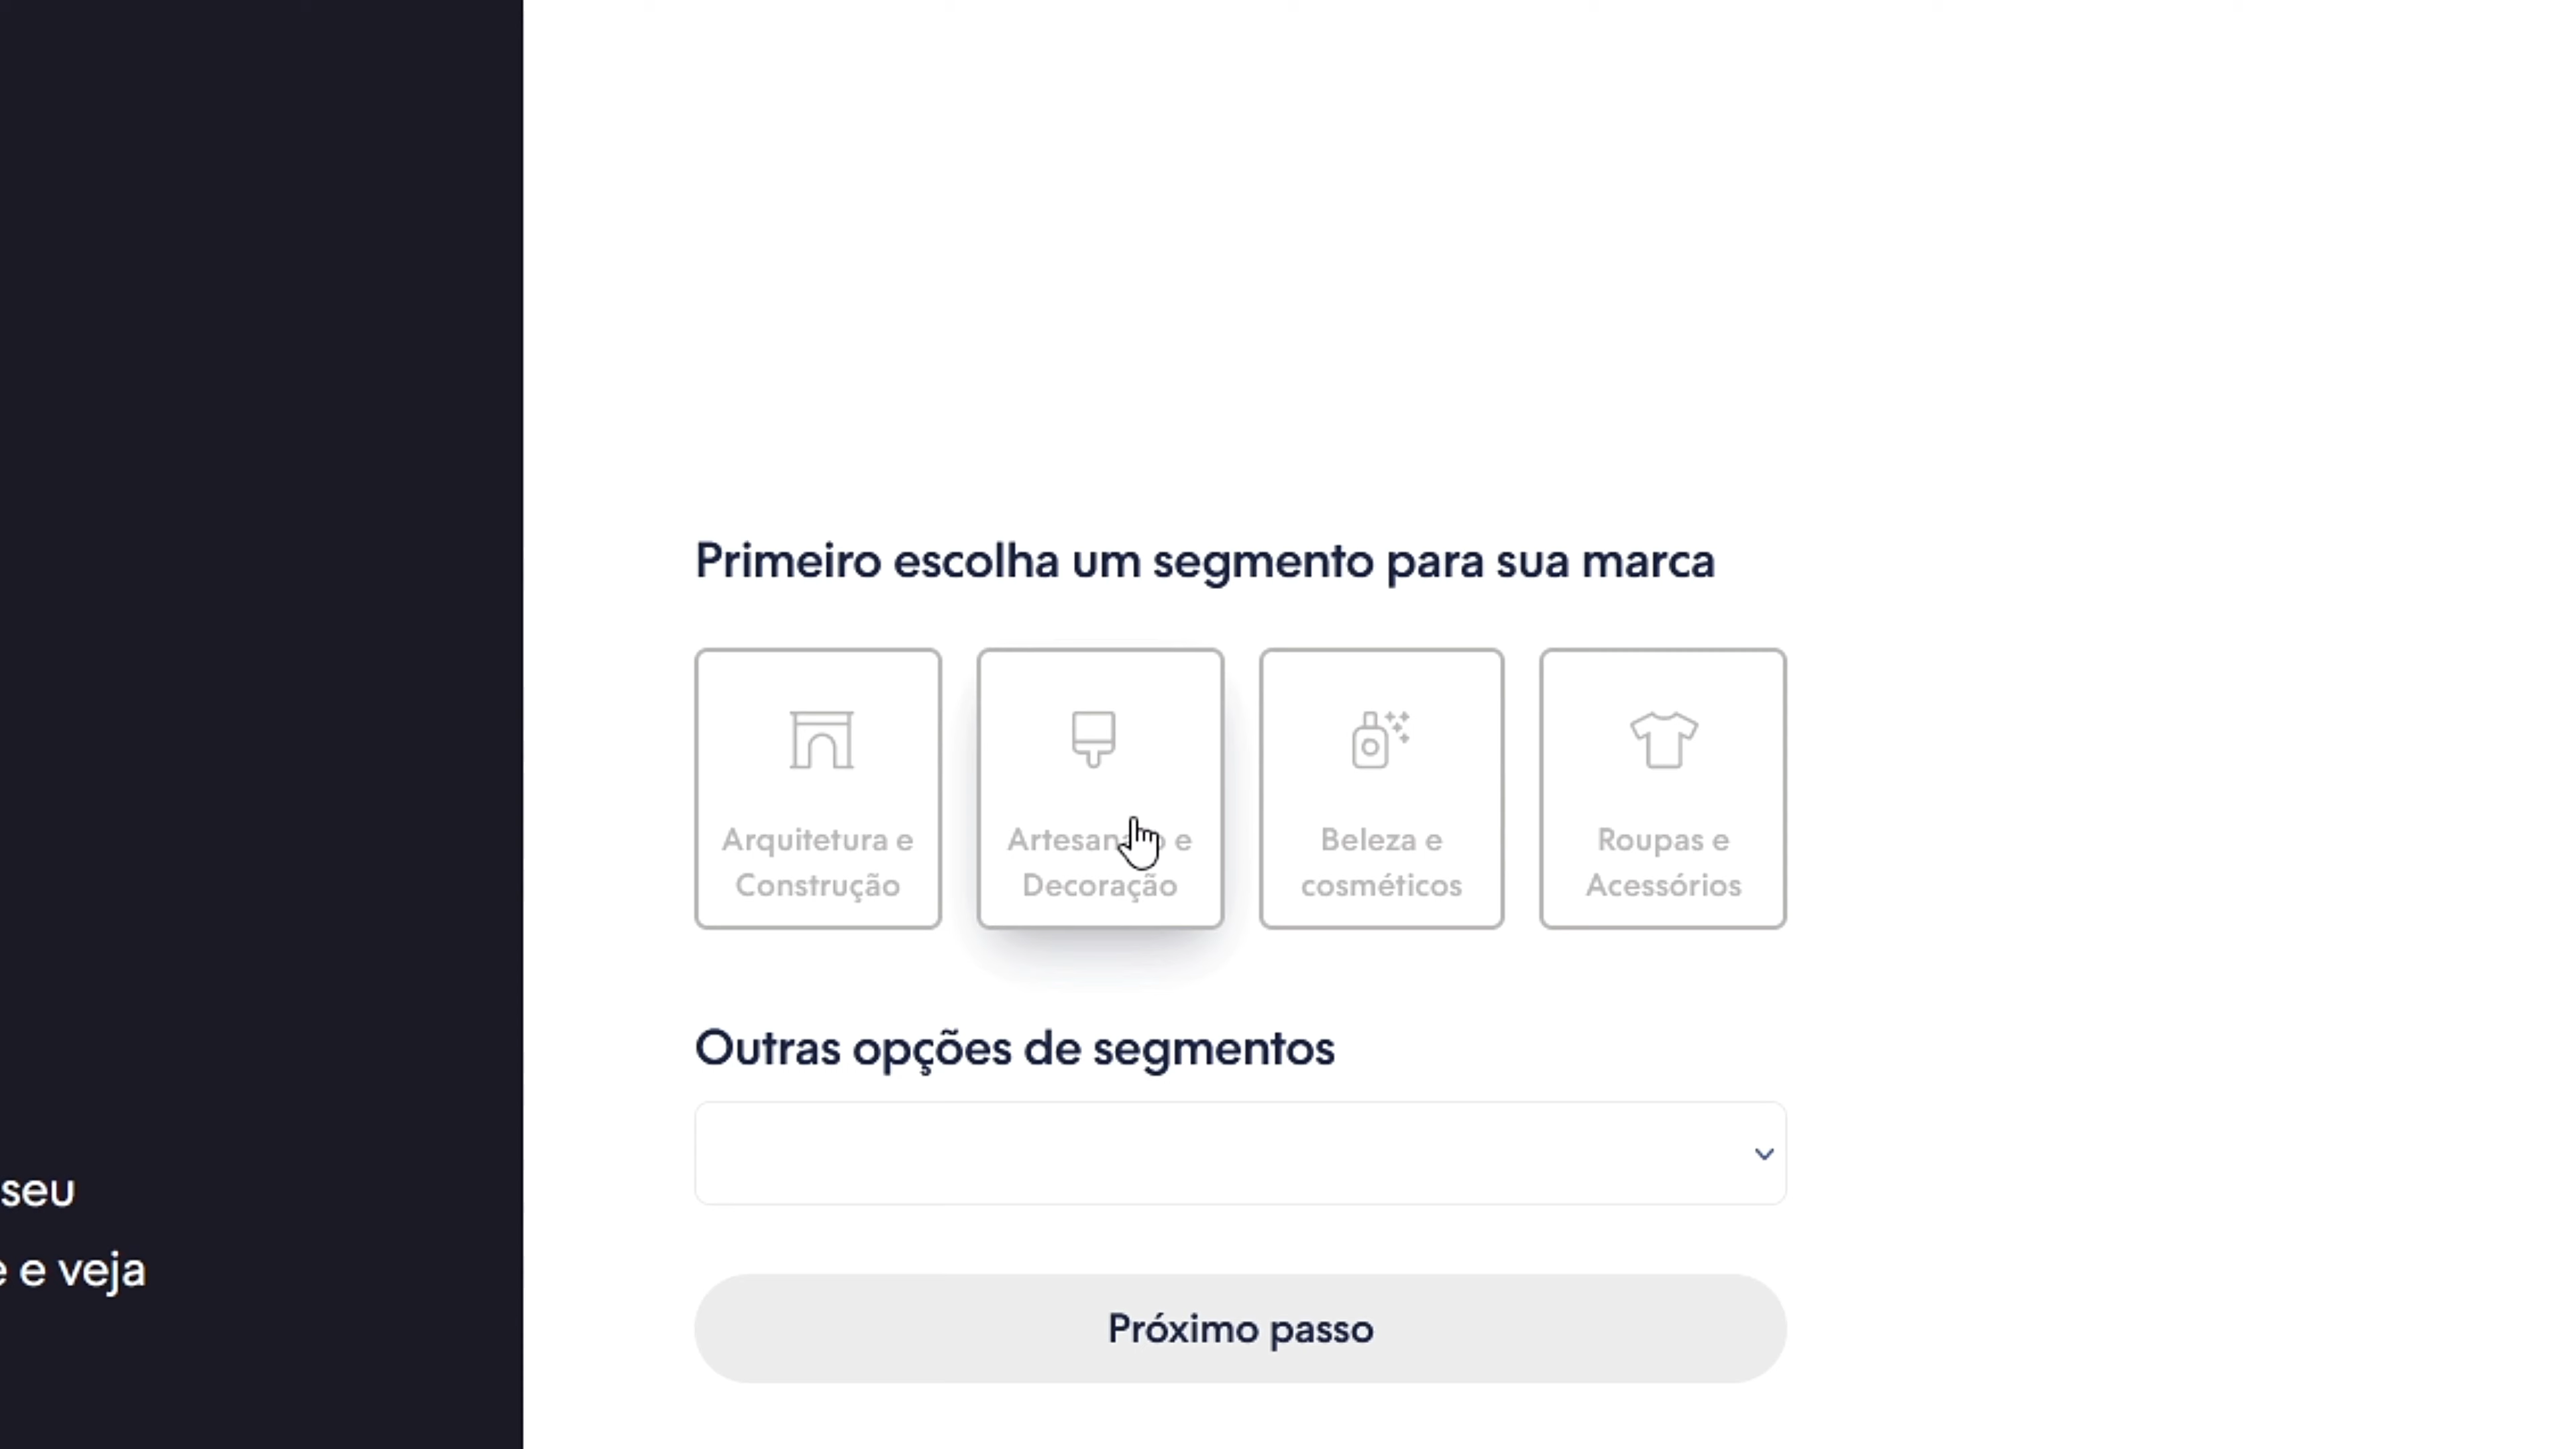 Primeiro escolha um segmento para sua marca
Arquitetura e
Construção
e
Decoração
Beleza e
cosméticos
Roupas e
Acessórios
Outras opções de segmentos
Próximo passo
seu
e veja